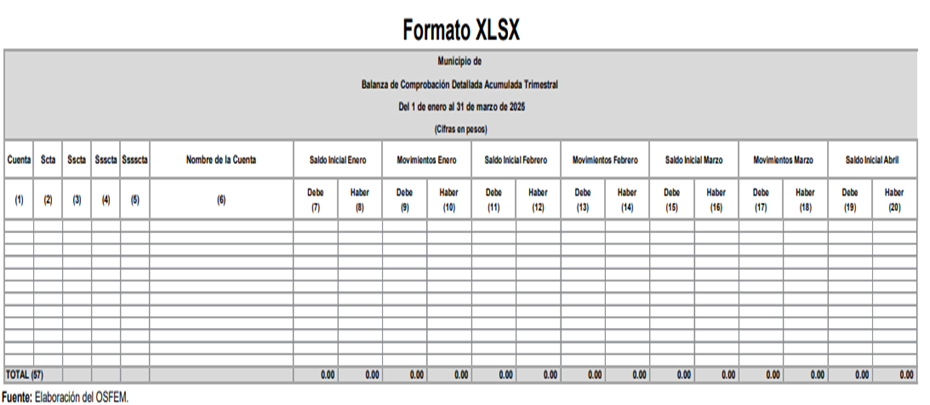 Formato XLSX
Municipio de
Balanza de Comprobación Detallada Acumulada Trimestral
Del 1 de enero al 31 de marzo de 2025
(Cifras en pesos)
Cuenta Scta Sscta Ssscta Sssscta Nombre de la Cuenta Saldo Inicial Enero Movimientos Enero Saldo Inicial Febrero Movimientos Febrero Saldo Inicial Marzo Movimientos Marzo Saldo Inicial Abril
Debe Haber Debe Haber Debe Haber Debe Haber Debe Haber Debe Haber Debe Haber
(1) (2) (3) (4) (5) (6) (7) (8) (9) (10) (11) (12) (13) (14) (15) (16) (17) (18) (19) (20)
TOTAL (57) 0.00 0.00 0.00 0.00 0.00 0.00 0.00 0.00 0.00 0.00 0.00 0.00 0.00 0.00
Fuente: Elaboración del OSFEM.